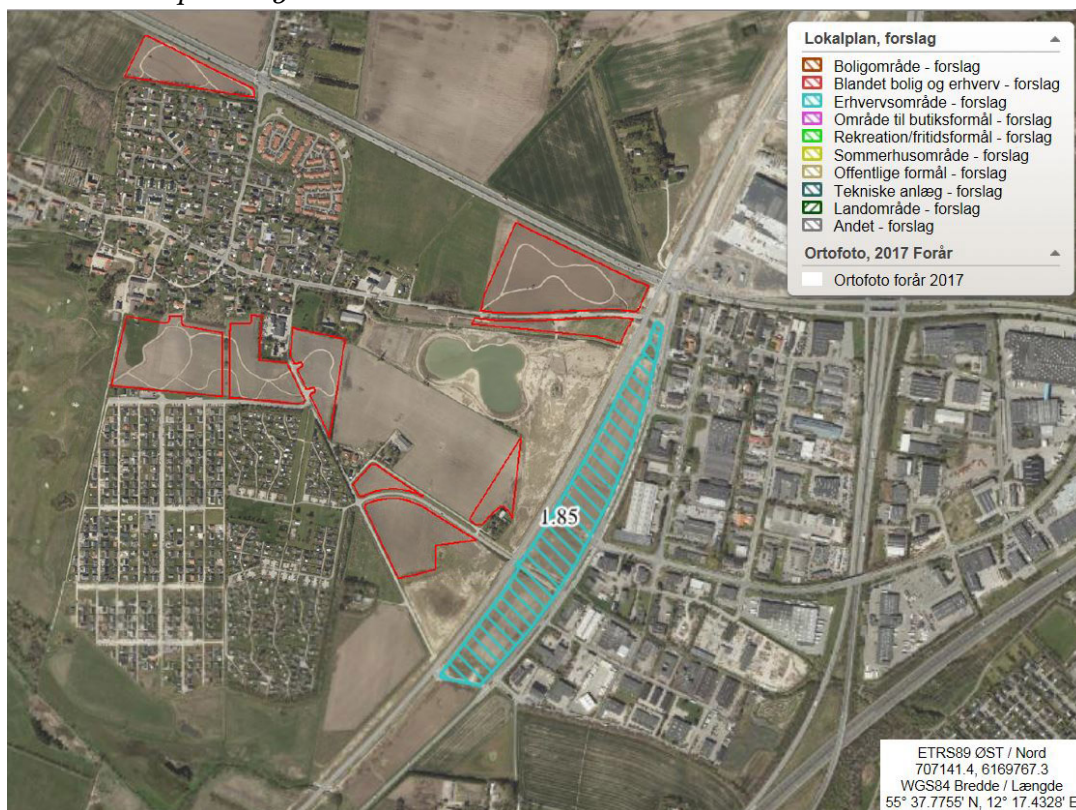 Lokalplan, forslag
Boligområde - forslag
Blandet bolig og erhverv - forslag
Erhvervsområde - forslag
Område til butiksformål - forslag
Rekreation/fritidsformål - forslag
Sommerhusområde - forslag
Offentlige formål - forslag
Tekniske anlæg - forslag
Landområde - forslag
Andet - forslag
Ortofoto, 2017 Forår
Ortofoto forår 2017
1.85
ETRS89 ØST / Nord
707141.4, 6169767.3
WGS84 Bredde / Længde
55° 37.7755' N, 12° 17.4328' E